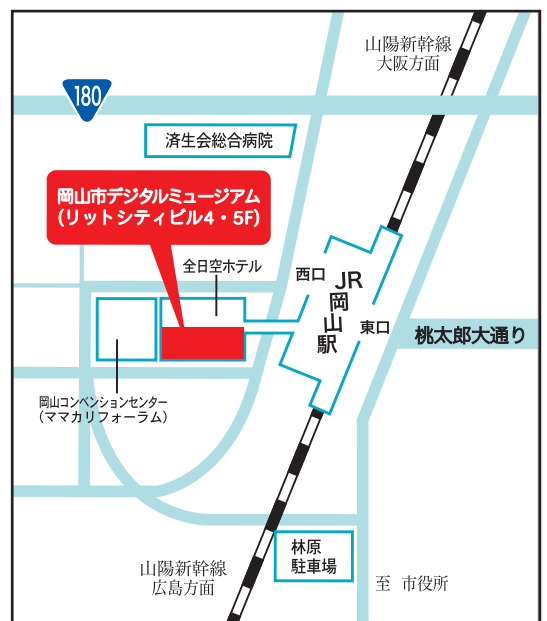 山陽新幹線
大阪方面
180
済生会総合病院
岡山市デジタルミュージアム
(リットシティビル4・5F)
全日空ホテル
西口
JR
岡
山
駅
東口
桃太郎大通り
岡山コンベンションセンター
(ママカリフォーラム)
林原
駐車場
山陽新幹線
広島方面
至 市役所